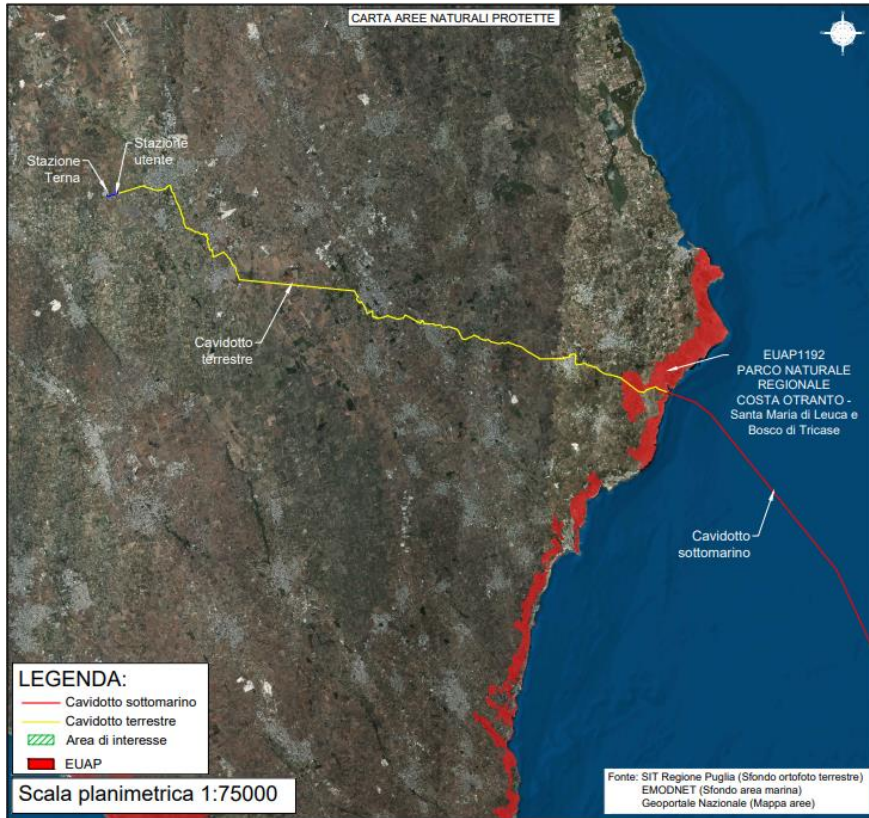 CARTA AREE NATURALI PROTETTE
Stazione
utente
Stazione
Terna
Cavidotto
terrestre
EUAP1192
PARCO NATURALE
REGIONALE
COSTA OTRANTO -
Santa Maria di Leuca e
Bosco di Tricase
Cavidotto
sottomarino
LEGENDA:
Cavidotto sottomarino
Cavidotto terrestre
Area di interesse
EUAP
Scala planimetrica 1:75000
Fonte: SIT Regione Puglia (Sfondo ortofoto terrestre)
EMODNET (Sfondo area marina)
Geoportale Nazionale (Mappa aree)